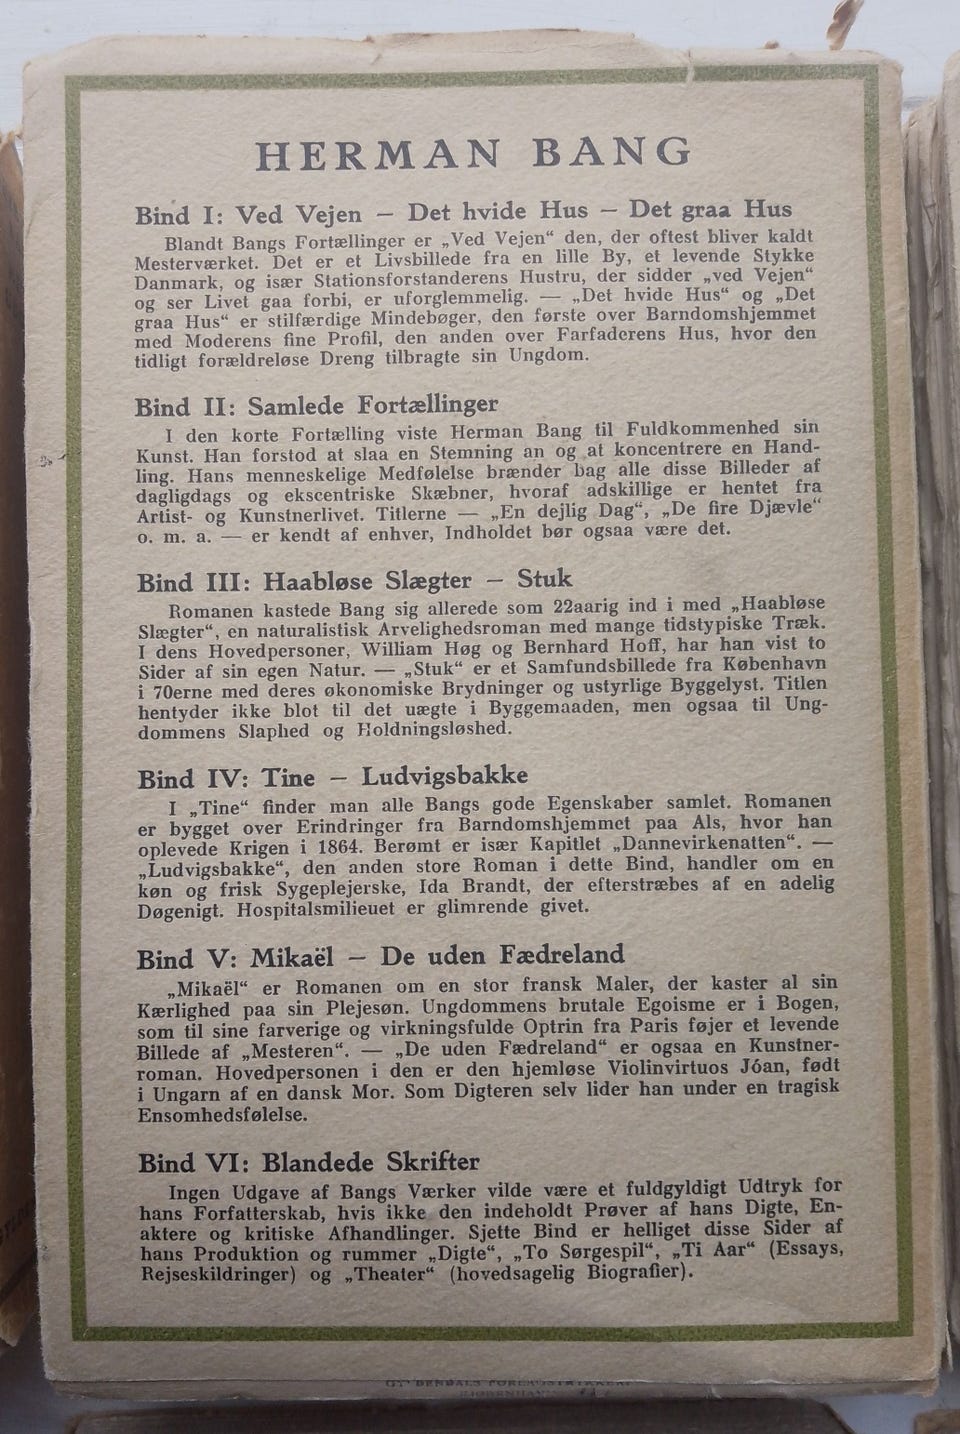 HERMAN BANG
Bind I: Ved Vejen – Det hvide Hus – Det graa Hus
Blandt Bangs Fortællinger er „Ved Vejen“ den, der oftest bliver kaldt
Mesterværket. Det er et Livsbillede fra en lille By, et levende Stykke
Danmark, og især Stationsforstanderens Hustru, der sidder „ved Vejen“
og ser Livet gaa forbi, er uforglemmelig. — „Det hvide Hus“ og „Det
graa Hus“ er stilfærdige Mindebøger, den første over Barndomshjemmet
med Moderens fine Profil, den anden over Farfaderens Hus, hvor den
tidligt forældreløse Dreng tilbragte sin Ungdom.
Bind II: Samlede Fortællinger
I den korte Fortælling viste Herman Bang til Fuldkommenhed sin
Kunst. Han forstod at slaa en Stemning an og at koncentrere en Hand-
ling. Hans menneskelige Medfølelse brænder bag alle disse Billeder af
dagligdags og ekscentriske Skæbner, hvoraf adskillige er hentet fra
Artist- og Kunstnerlivet. Titlerne — „En dejlig Dag“, „De fire Djævle“
o. m. a. — er kendt af enhver, Indholdet bør ogsaa være det.
Bind III: Haabløse Slægter – Stuk
Romanen kastede Bang sig allerede som 22aarig ind i med „Haabløse
Slægter“, en naturalistisk Arvelighedsroman med mange tidstypiske Træk.
I dens Hovedpersoner, William Høg og Bernhard Hoff, har han vist to
Sider af sin egen Natur. — „Stuk“ er et Samfundsbillede fra København
i 70erne med deres økonomiske Brydninger og ustyrlige Byggelyst. Titlen
hentyder ikke blot til det uægte i Byggemaaden, men ogsaa til Ung-
dommens Slaphed og Holdningsløshed.
Bind IV: Tine – Ludvigsbakke
I „Tine“ finder man alle Bangs gode Egenskaber samlet. Romanen
er bygget over Erindringer fra Barndomshjemmet paa Als, hvor han
oplevede Krigen i 1864. Berømt er især Kapitlet „Dannevirkenatten“. —
„Ludvigsbakke“, den anden store Roman i dette Bind, handler om en
køn og frisk Sygeplejerske, Ida Brandt, der efterstræbes af en adelig
Døgenigt. Hospitalsmilieuet er glimrende givet.
Bind V: Mikaël – De uden Fædreland
„Mikaël“ er Romanen om en stor fransk Maler, der kaster al sin
Kærlighed paa sin Plejesøn. Ungdommens brutale Egoisme er i Bogen,
som til sine farverige og virkningsfulde Optrin fra Paris føjer et levende
Billede af „Mesteren“. — „De uden Fædreland“ er ogsaa en Kunstner-
roman. Hovedpersonen i den er den hjemløse Violinvirtuos Jóan, født
i Ungarn af en dansk Mor. Som Digteren selv lider han under en tragisk
Ensomhedsfølelse.
Bind VI: Blandede Skrifter
Ingen Udgave af Bangs Værker vilde være et fuldgyldigt Udtryk for
hans Forfatterskab, hvis ikke den indeholdt Prøver af hans Digte, En-
aktere og kritiske Afhandlinger. Sjette Bind er helliget disse Sider af
hans Produktion og rummer „Digte“, „To Sørgespil“, „Ti Aar“ (Essays,
Rejseskildringer) og „Theater“ (hovedsagelig Biografier).